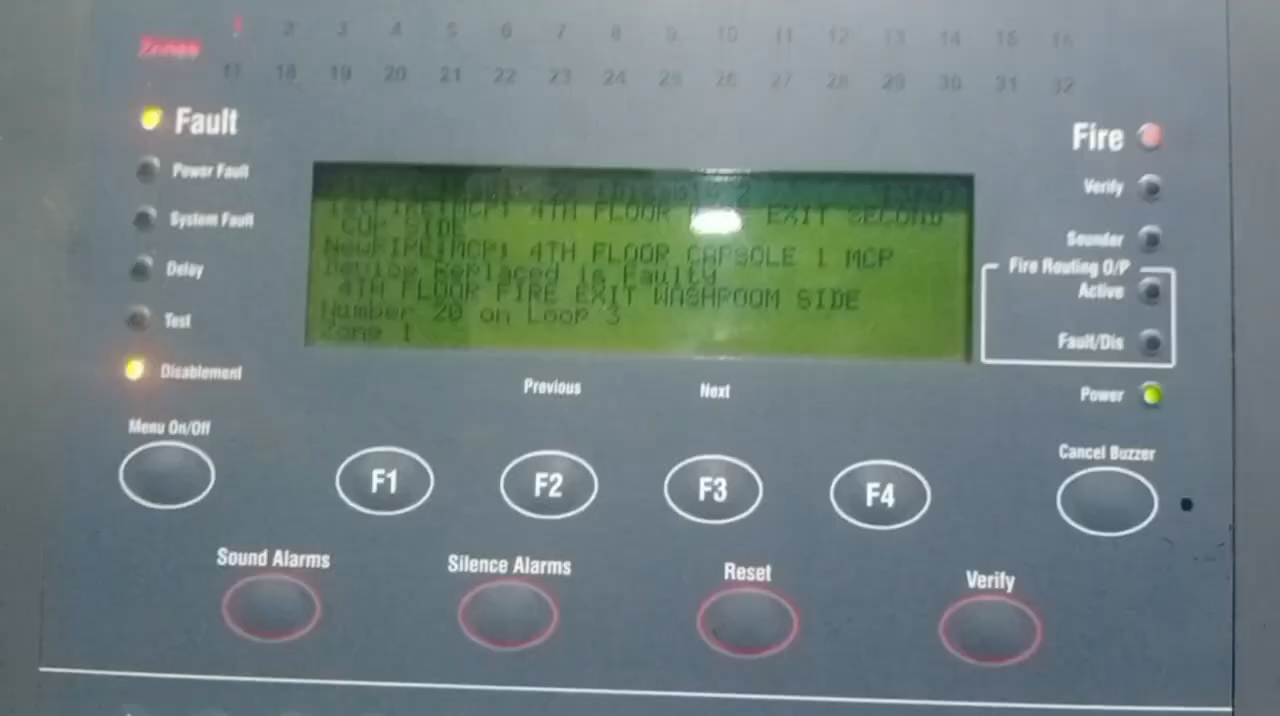 1 2 3 4 5 6 7 8 9 10 11 12 13 14 15 16
Zones
17 18 19 20 21 22 23 24 25 26 27 28 29 30 31 32
Fault
Power Fault
System Fault
Delay
Test
Disablement
4TH FLOOR EXIT SECOND
CUP SIDE
NewFIRE:MCP: 4TH FLOOR CAPSOLE 1 MCP
Device Replaced is Faulty
4TH FLOOR FIRE EXIT WASHROOM SIDE
Number 20 on Loop 3
Zone 1
Fire
Verify
Sounder
Fire Routing O/P
Active
Fault/Dis
Power
Previous
Next
Menu On/Off
F1
F2
F3
F4
Cancel Buzzer
Sound Alarms
Silence Alarms
Reset
Verify